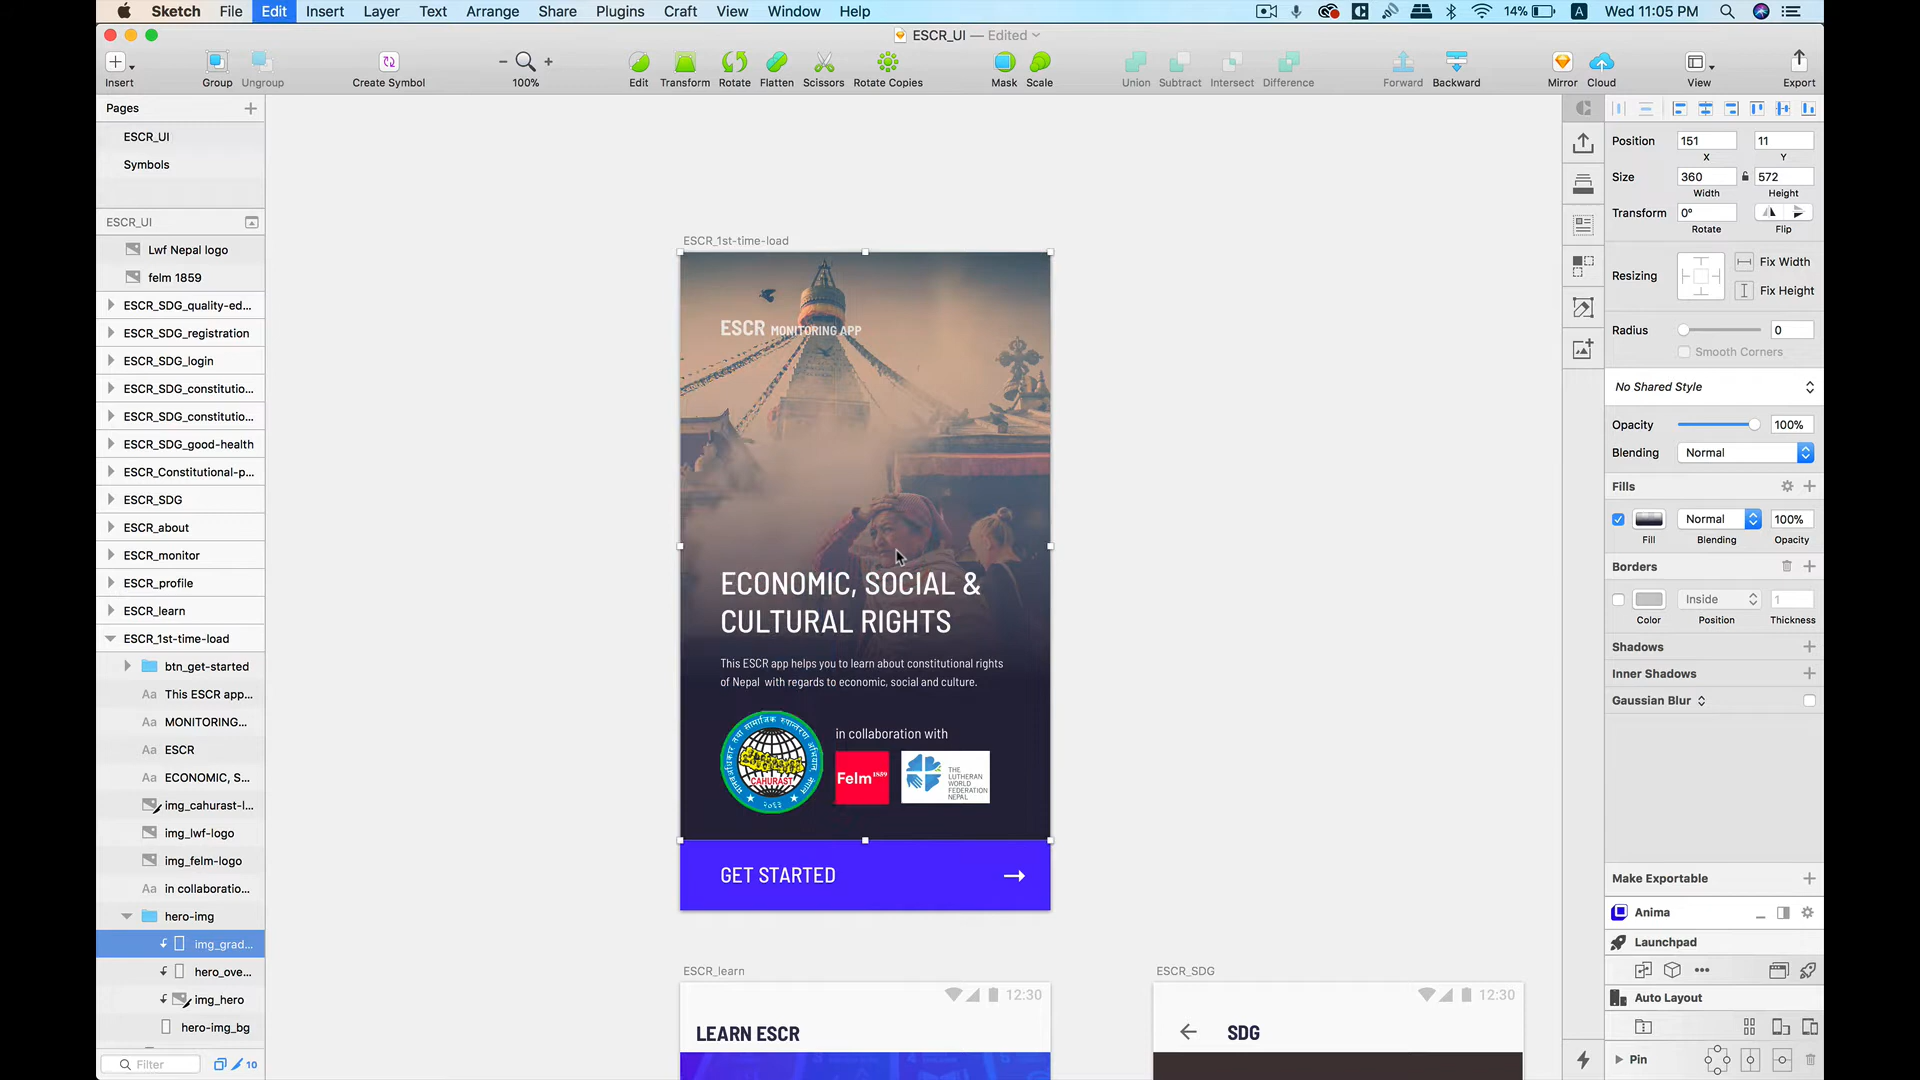 Sketch File Edit Insert Layer Text Arrange Share Plugins Craft View Window Help 14% A Wed 11:05 PM
ESCR_UI — Edited
Insert Group Ungroup Create Symbol 100% Edit Transform Rotate Flatten Scissors Rotate Copies Mask Scale Union Subtract Intersect Difference Forward Backward Mirror Cloud View Export
Pages
ESCR_UI
Symbols
ESCR_UI
Lwf Nepal logo
felm 1859
ESCR_SDG_quality-ed...
ESCR_SDG_registration
ESCR_SDG_login
ESCR_SDG_constitutio...
ESCR_SDG_constitutio...
ESCR_SDG_good-health
ESCR_Constitutional-p...
ESCR_SDG
ESCR_about
ESCR_monitor
ESCR_profile
ESCR_learn
ESCR_1st-time-load
btn_get-started
This ESCR app...
MONITORING...
ESCR
ECONOMIC, S...
img_cahurast-l...
img_lwf-logo
img_felm-logo
in collaboratio...
hero-img
img_grad...
hero_ove...
img_hero
hero-img_bg
Filter
10
ESCR_1st-time-load
ESCR MONITORING APP
ECONOMIC, SOCIAL &
CULTURAL RIGHTS
This ESCR app helps you to learn about constitutional rights
of Nepal with regards to economic, social and culture.
in collaboration with
CAHURAST
२०६३
Felm 1859
THE
LUTHERAN
WORLD
FEDERATION
NEPAL
GET STARTED
ESCR_learn
12:30
LEARN ESCR
ESCR_SDG
12:30
SDG
Position 151 11
X Y
Size 360 572
Width Height
Transform 0°
Rotate Flip
Resizing
Fix Width
Fix Height
Radius 0
Smooth Corners
No Shared Style
Opacity 100%
Blending Normal
Fills
Normal 100%
Fill Blending Opacity
Borders
Inside 1
Color Position Thickness
Shadows
Inner Shadows
Gaussian Blur
Make Exportable
Anima
Launchpad
Auto Layout
Pin